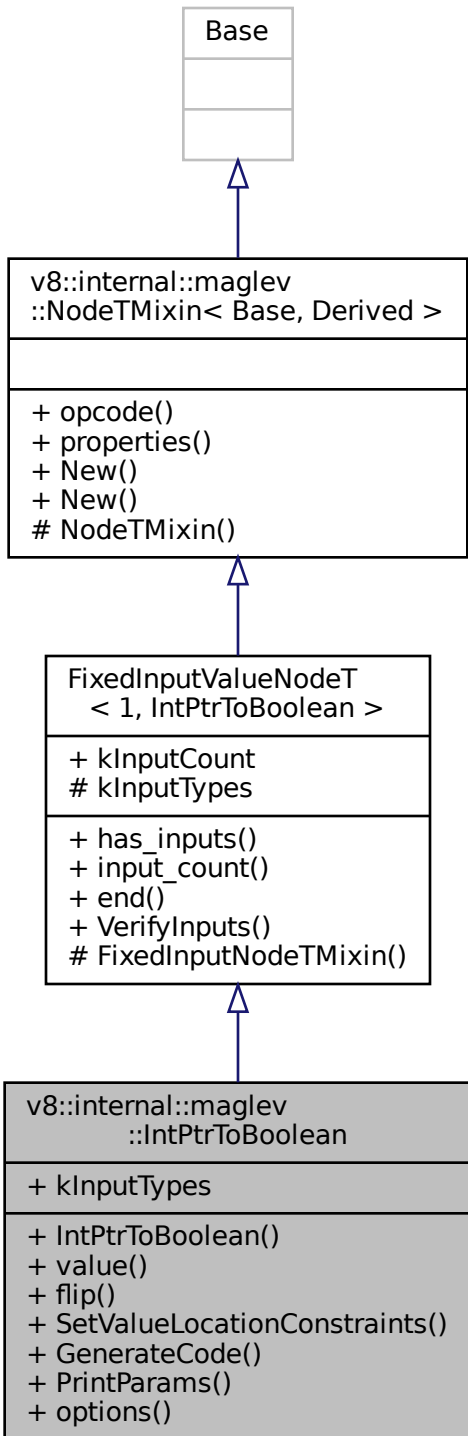 Base
v8::internal::maglev
::NodeTMixin< Base, Derived >
+ opcode()
+ properties()
+ New()
+ New()
# NodeTMixin()
FixedInputValueNodeT
< 1, IntPtrToBoolean >
+ kInputCount
# kInputTypes
+ has_inputs()
+ input_count()
+ end()
+ VerifyInputs()
# FixedInputNodeTMixin()
v8::internal::maglev
::IntPtrToBoolean
+ kInputTypes
+ IntPtrToBoolean()
+ value()
+ flip()
+ SetValueLocationConstraints()
+ GenerateCode()
+ PrintParams()
+ options()